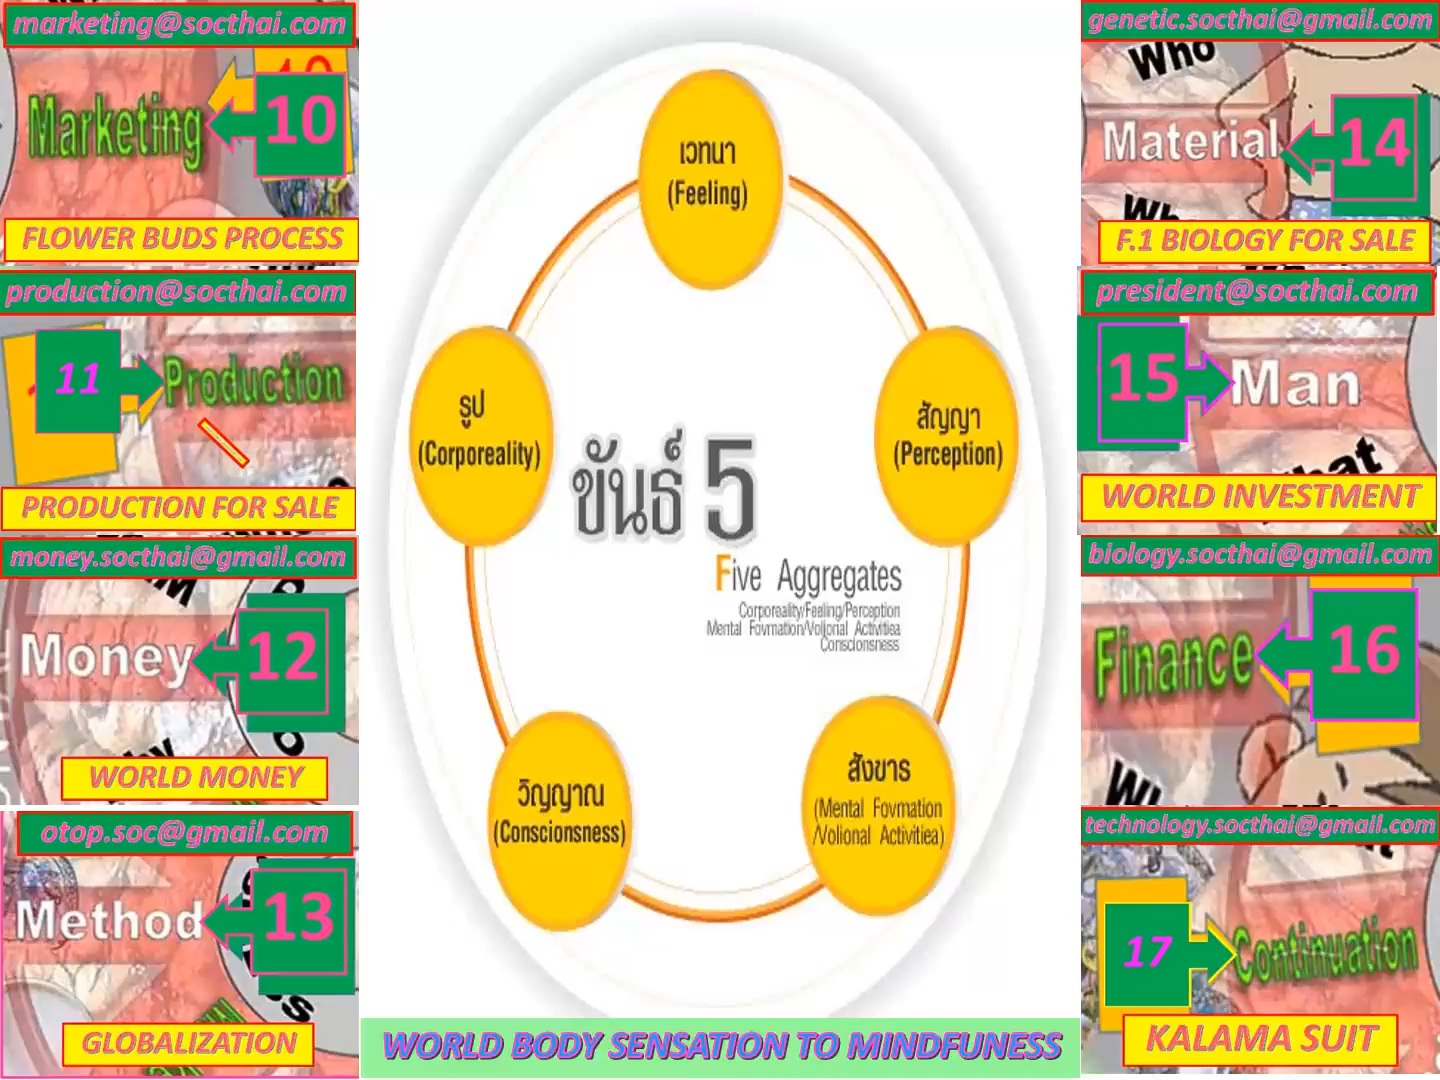 marketing@socthai.com
Marketing
10
FLOWER BUDS PROCESS
production@socthai.com
11
Production
PRODUCTION FOR SALE
money.socthai@gmail.com
Money
12
WORLD MONEY
otop.soc@gmail.com
Method
13
GLOBALIZATION
เวทนา
(Feeling)
รูป
(Corporeality)
สัญญา
(Perception)
ขันธ์ 5
Five Aggregates
Corporeality/Feeling/Perception
Mental Fovmation/Volional Activitiea
Conscionsness
วิญญาณ
(Conscionsness)
สังขาร
(Mental Fovmation
/Volional Activitiea)
WORLD BODY SENSATION TO MINDFUNESS
genetic.socthai@gmail.com
Who
Material
14
F.1 BIOLOGY FOR SALE
president@socthai.com
15
Man
WORLD INVESTMENT
biology.socthai@gmail.com
Finance
16
technology.socthai@gmail.com
17
Continuation
KALAMA SUIT